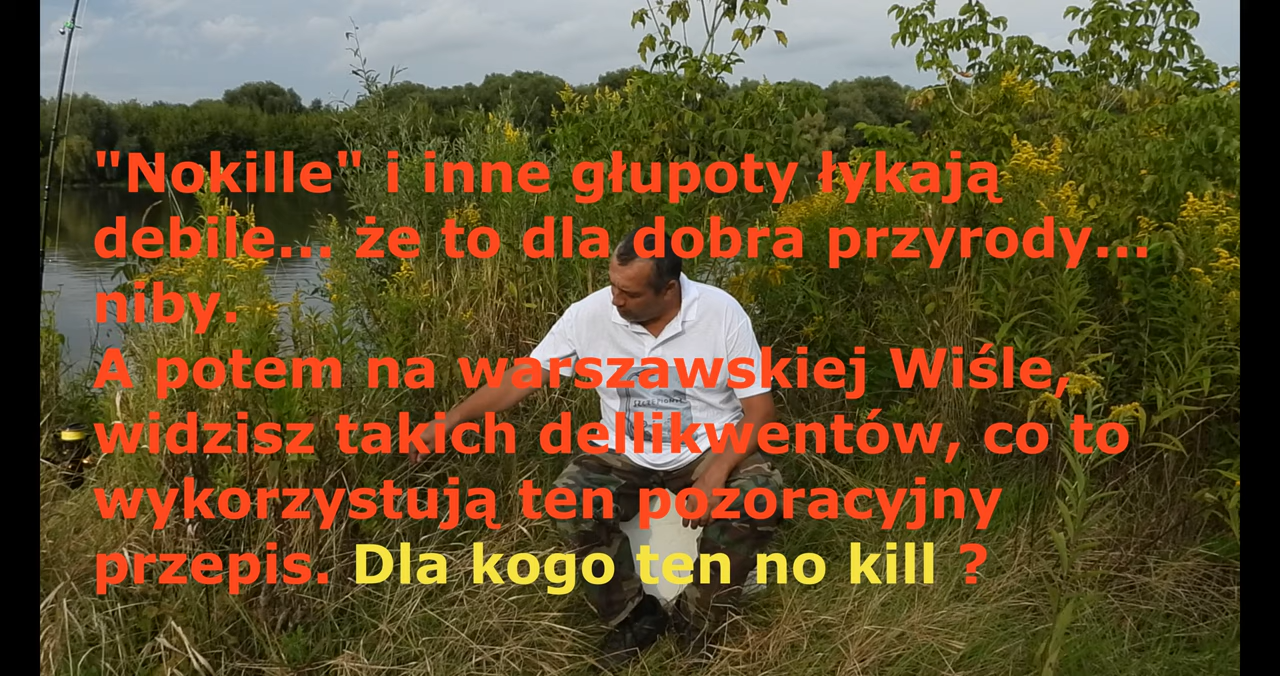 "Nokille" i inne głupoty łykają
debile... że to dla dobra przyrody...
niby.
A potem na warszawskiej Wiśle,
widzisz takich dellikwentów, co to
wykorzystują ten pozoracyjny
przepis. Dla kogo ten no kill ?